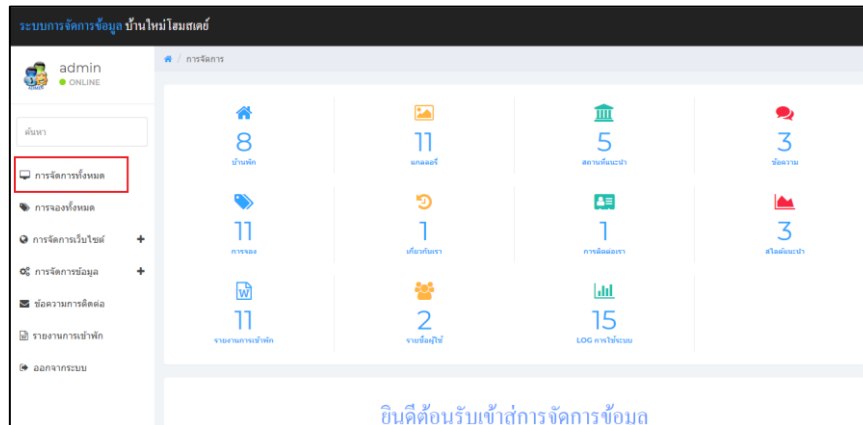 ระบบการจัดการข้อมูล บ้านใหม่โฮมสเตย์
admin
ONLINE
/ การจัดการ
ค้นหา
การจัดการทั้งหมด
การจองทั้งหมด
การจัดการเว็บไซต์ +
การจัดการข้อมูล +
ข้อความการติดต่อ
รายงานการเข้าพัก
ออกจากระบบ
8
บ้านพัก
11
แกลอรี่
5
สถานที่แนะนำ
3
ข้อความ
11
การจอง
1
เกี่ยวกับเรา
1
การติดต่อเรา
3
สไลด์แนะนำ
11
รายงานการเข้าพัก
2
รายชื่อผู้ใช้
15
LOG การใช้ระบบ
ยินดีต้อนรับเข้าสู่การจัดการข้อมูล